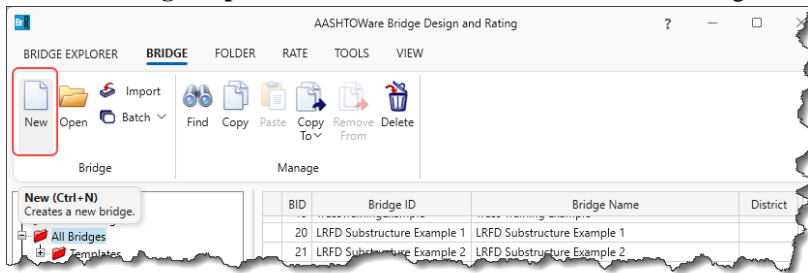 Br
AASHTOWare Bridge Design and Rating ? — □
BRIDGE EXPLORER BRIDGE FOLDER RATE TOOLS VIEW
New Open Import Batch Find Copy Paste Copy To Remove From Delete
Bridge Manage
New (Ctrl+N)
Creates a new bridge.
BID Bridge ID Bridge Name District
All Bridges
20 LRFD Substructure Example 1 LRFD Substructure Example 1
Templates
21 LRFD Substructure Example 2 LRFD Substructure Example 2